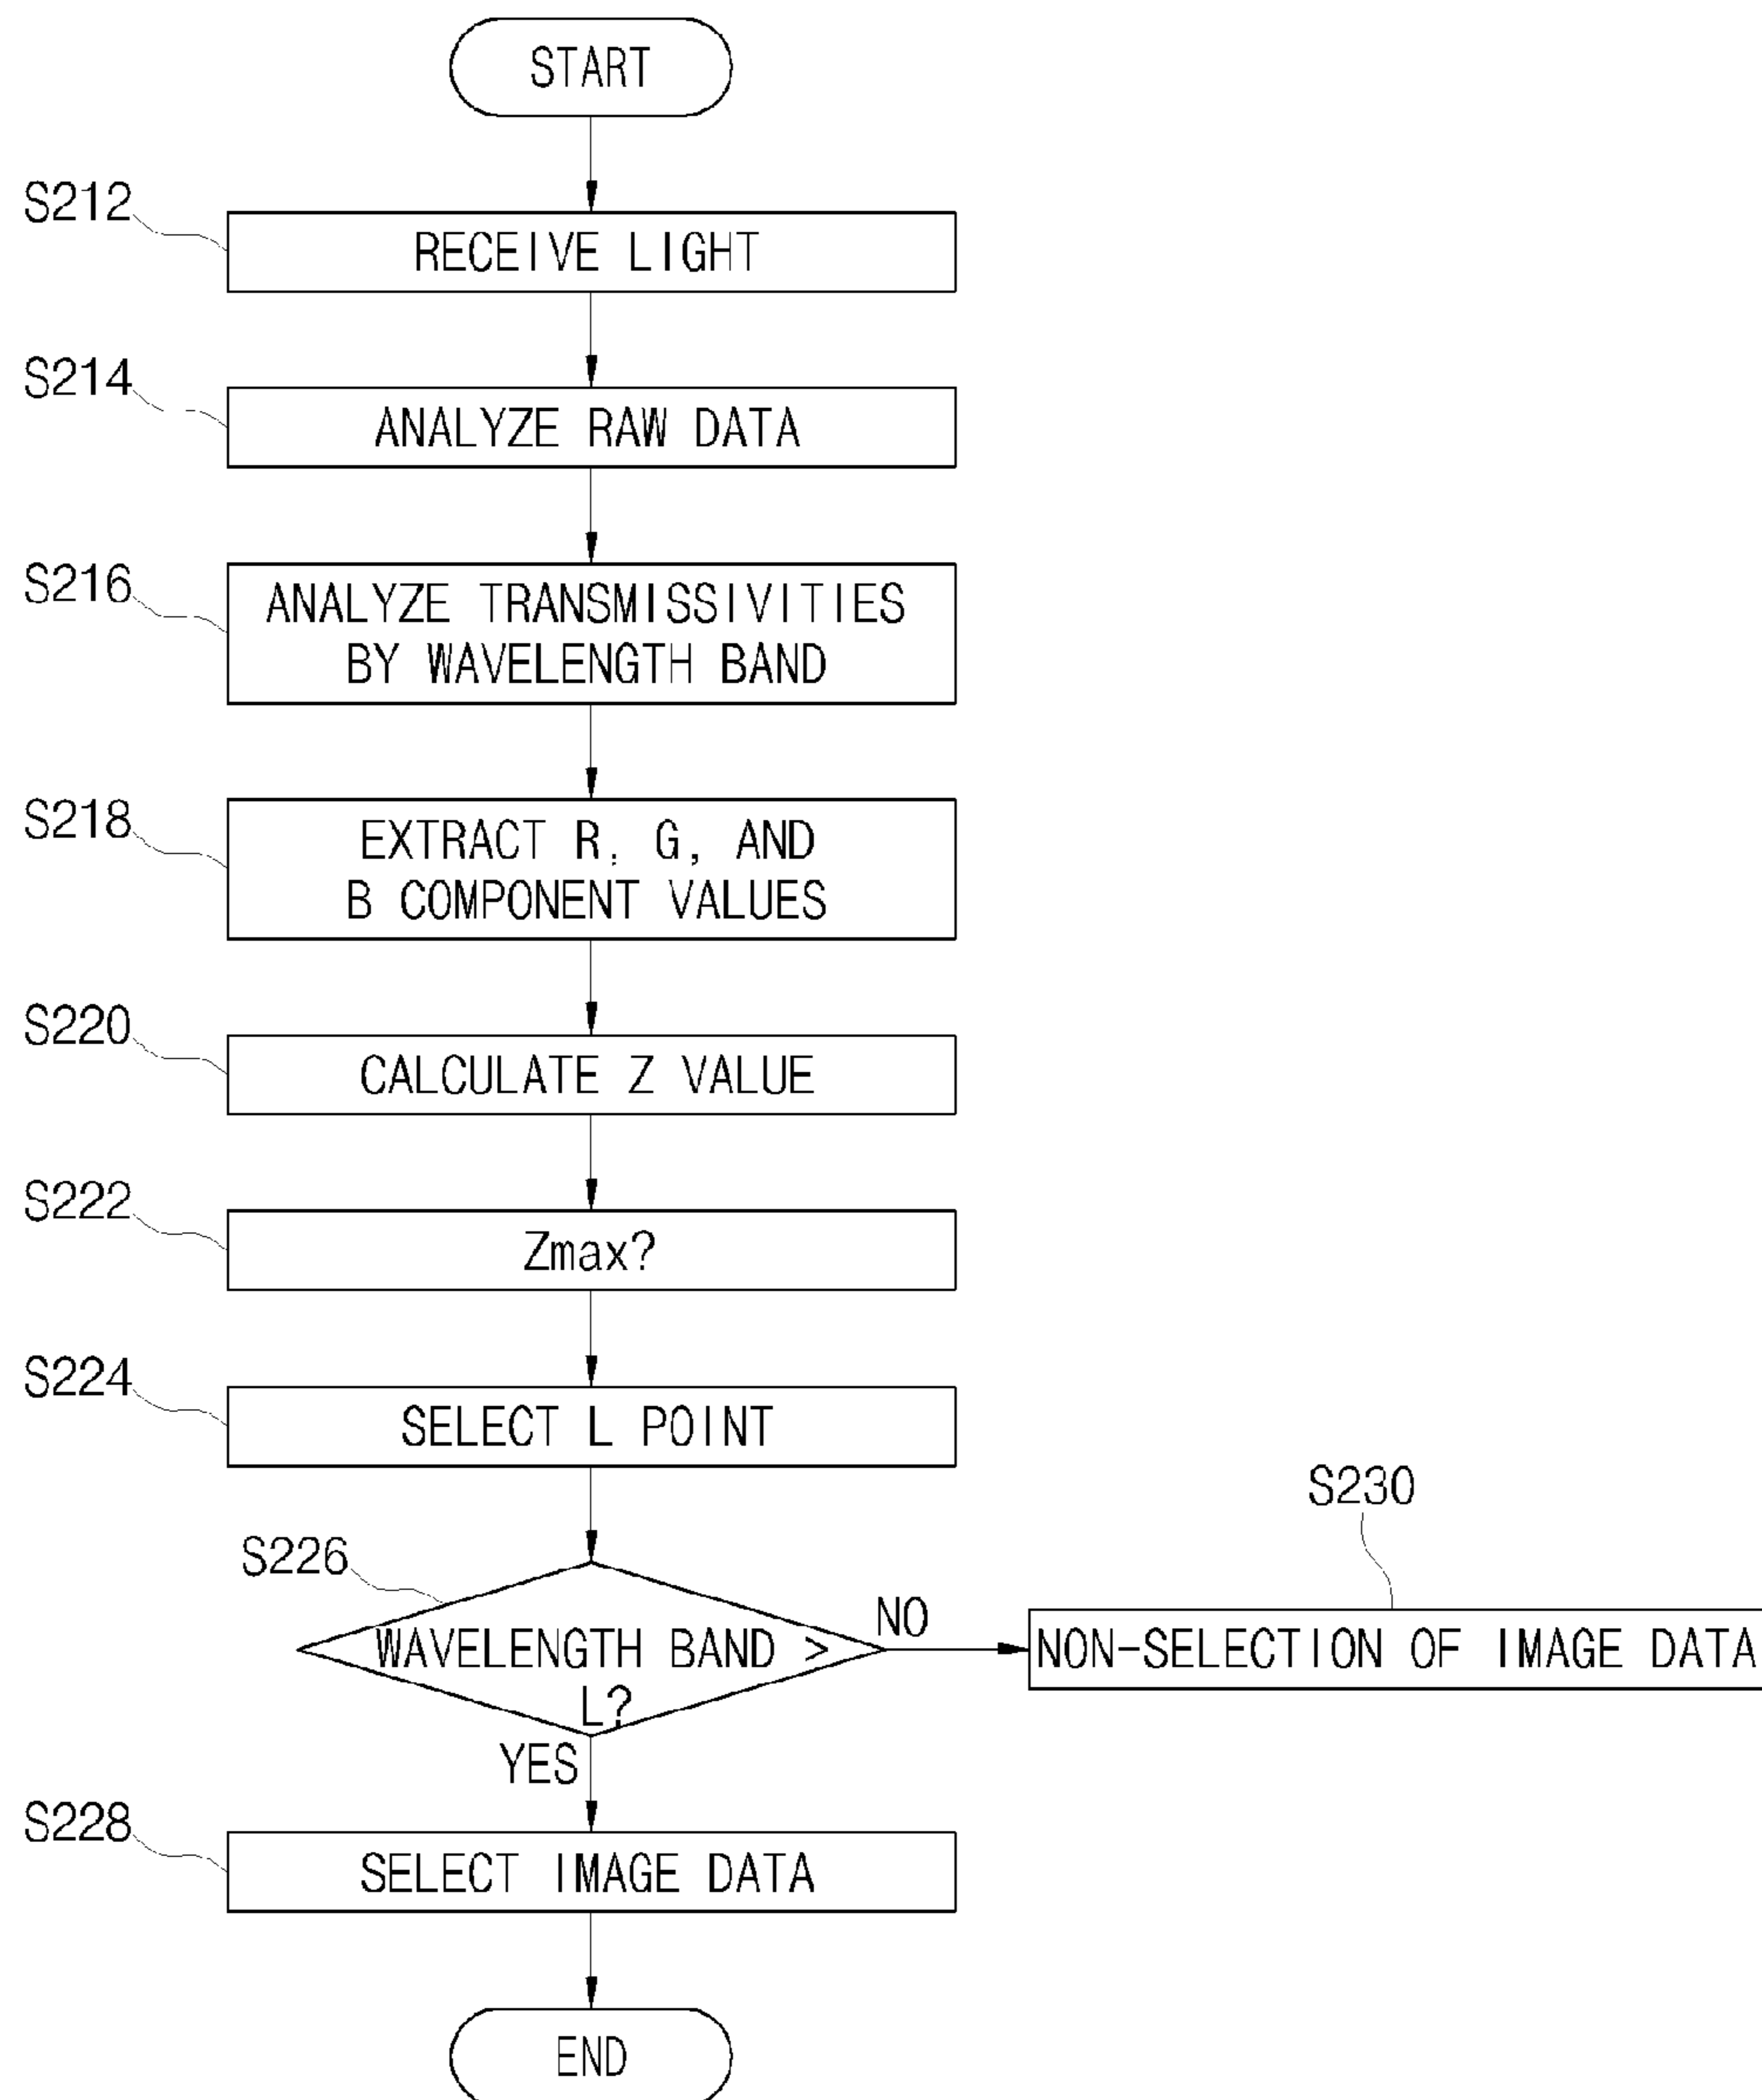 START
S212
RECEIVE LIGHT
S214
ANALYZE RAW DATA
S216
ANALYZE TRANSMISSIVITIES
BY WAVELENGTH BAND
S218
EXTRACT R, G, AND
B COMPONENT VALUES
S220
CALCULATE Z VALUE
S222
Zmax?
S224
SELECT L POINT
S226
WAVELENGTH BAND >
L?
NO
S230
NON-SELECTION OF IMAGE DATA
YES
S228
SELECT IMAGE DATA
END